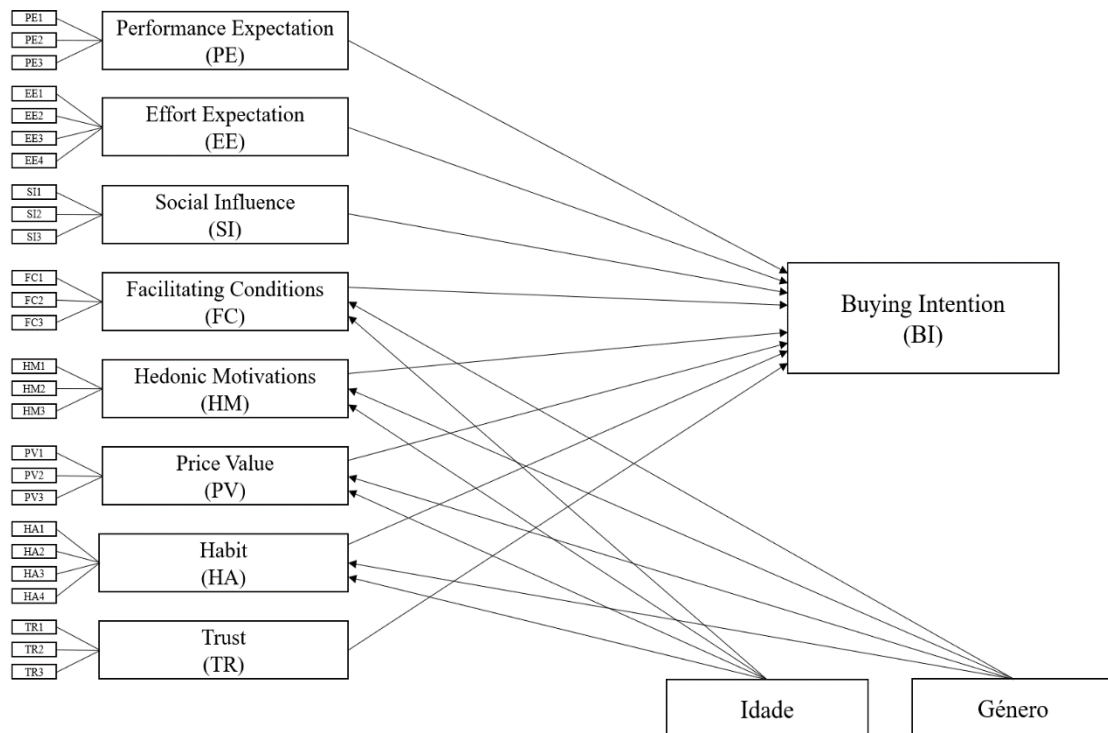 PE1
PE2
PE3
Performance Expectation
(PE)
EE1
EE2
EE3
EE4
Effort Expectation
(EE)
SI1
SI2
SI3
Social Influence
(SI)
FC1
FC2
FC3
Facilitating Conditions
(FC)
Buying Intention
(BI)
HM1
HM2
HM3
Hedonic Motivations
(HM)
PV1
PV2
PV3
Price Value
(PV)
HA1
HA2
HA3
HA4
Habit
(HA)
TR1
TR2
TR3
Trust
(TR)
Idade
Género